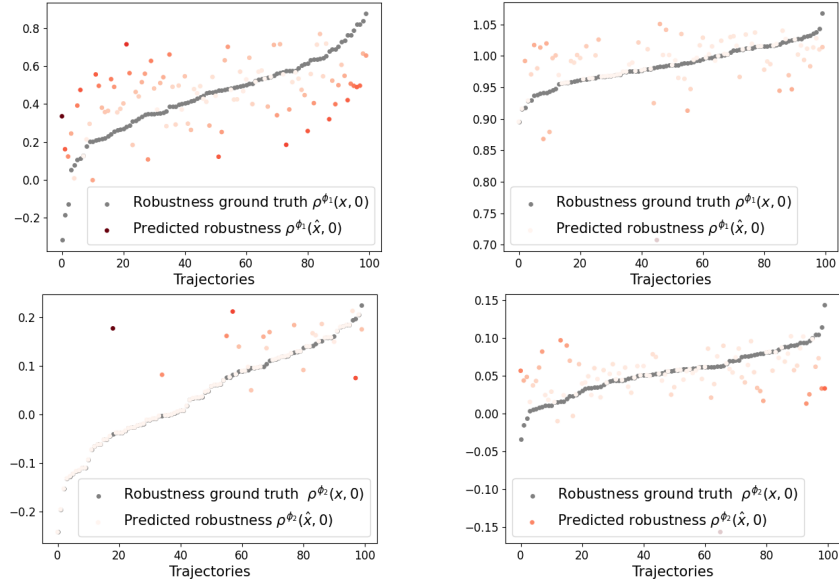 0.8
0.6
0.4
0.2
0.0
−0.2
Robustness ground truth ρ^ϕ₁(x, 0)
Predicted robustness ρ^ϕ₁(x̂, 0)
0 20 40 60 80 100
Trajectories
1.05
1.00
0.95
0.90
0.85
0.80
0.75
0.70
Robustness ground truth ρ^ϕ₁(x, 0)
Predicted robustness ρ^ϕ₁(x̂, 0)
0 20 40 60 80 100
Trajectories
0.2
0.1
0.0
−0.1
−0.2
Robustness ground truth ρ^ϕ₂(x, 0)
Predicted robustness ρ^ϕ₂(x̂, 0)
0 20 40 60 80 100
Trajectories
0.15
0.10
0.05
0.00
−0.05
−0.10
−0.15
Robustness ground truth ρ^ϕ₂(x, 0)
Predicted robustness ρ^ϕ₂(x̂, 0)
0 20 40 60 80 100
Trajectories